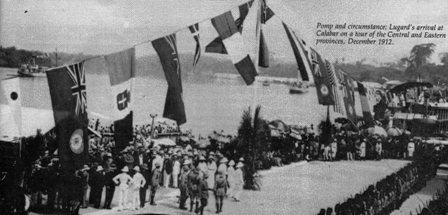 Pomp and circumstance: Lugard's arrival at
Calabar on a tour of the Central and Eastern
provinces, December 1912.